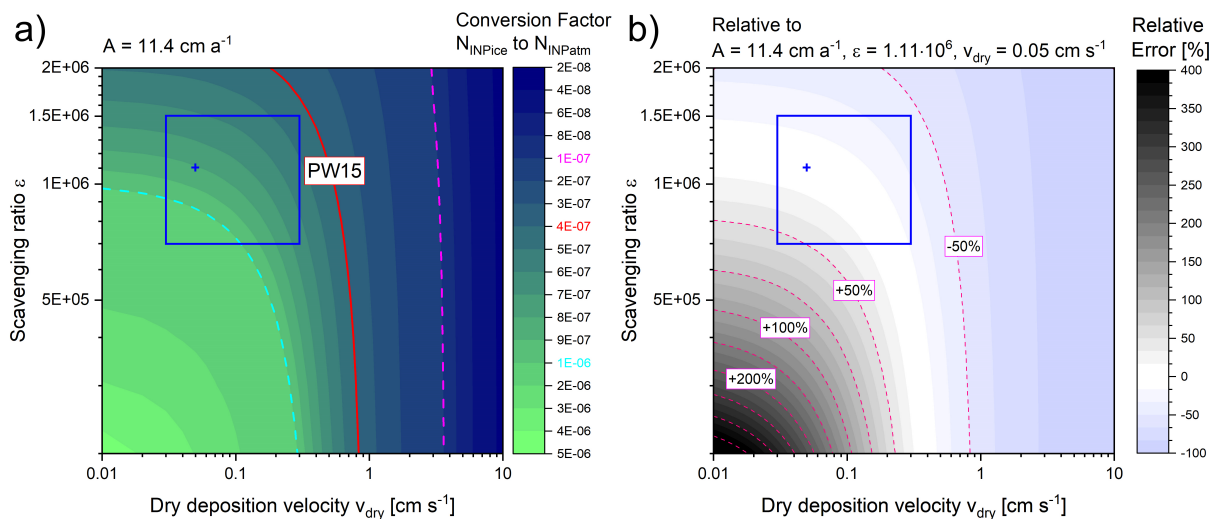 a)
A = 11.4 cm a⁻¹
Conversion Factor
N_INPice to N_INPatm
2E+06
1.5E+06
1E+06
5E+05
Scavenging ratio ε
PW15
0.01
0.1
1
10
Dry deposition velocity v_dry [cm s⁻¹]
2E-08
4E-08
6E-08
8E-08
1E-07
2E-07
3E-07
4E-07
5E-07
6E-07
7E-07
8E-07
9E-07
1E-06
2E-06
3E-06
4E-06
5E-06
b)
Relative to
A = 11.4 cm a⁻¹, ε = 1.11·10⁶, v_dry = 0.05 cm s⁻¹
Relative
Error [%]
2E+06
1.5E+06
1E+06
5E+05
Scavenging ratio ε
-50%
+50%
+100%
+200%
0.01
0.1
1
10
Dry deposition velocity v_dry [cm s⁻¹]
400
350
300
250
200
150
100
50
0
-50
-100